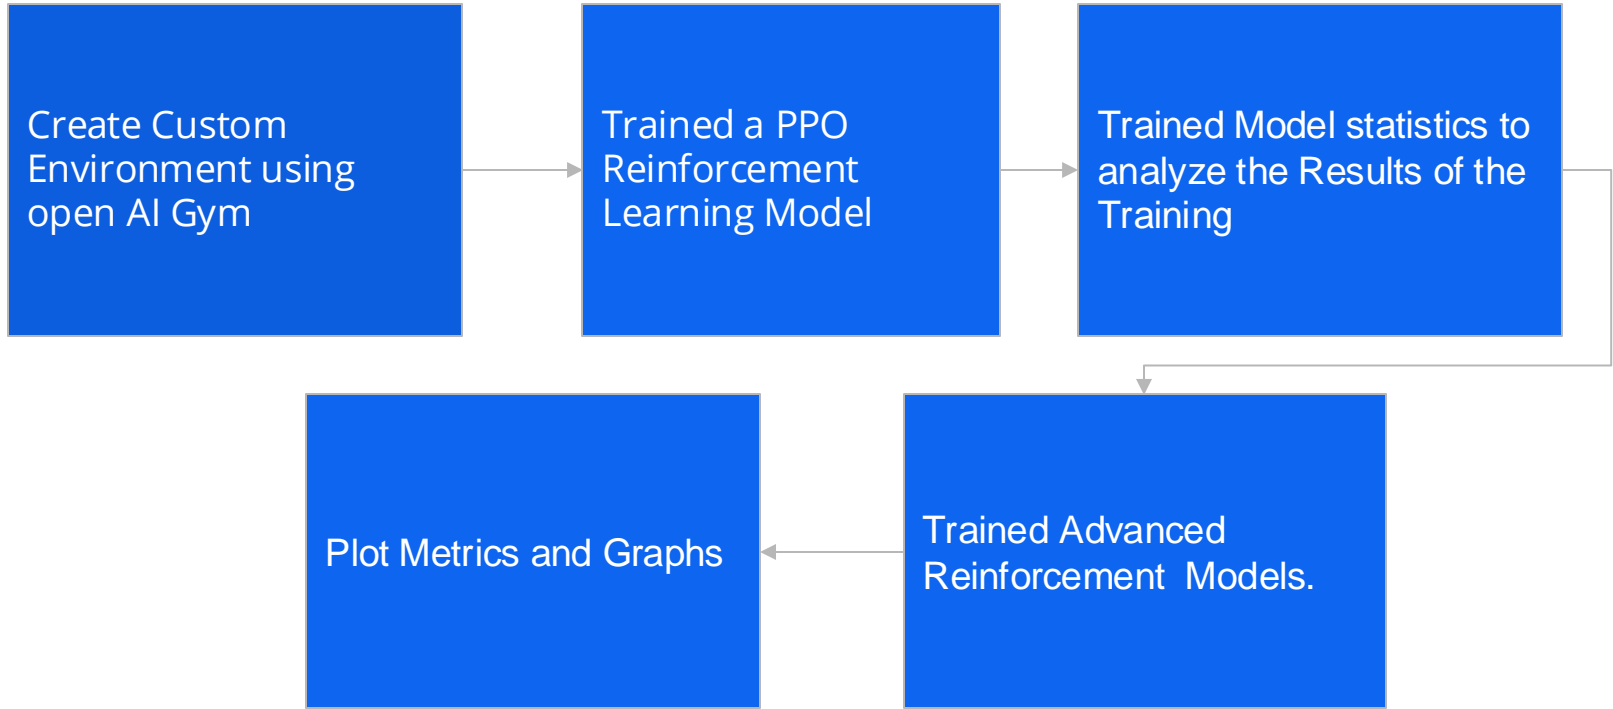 Create Custom
Environment using
open AI Gym
Trained a PPO
Reinforcement
Learning Model
Trained Model statistics to
analyze the Results of the
Training
Trained Advanced
Reinforcement  Models.
Plot Metrics and Graphs